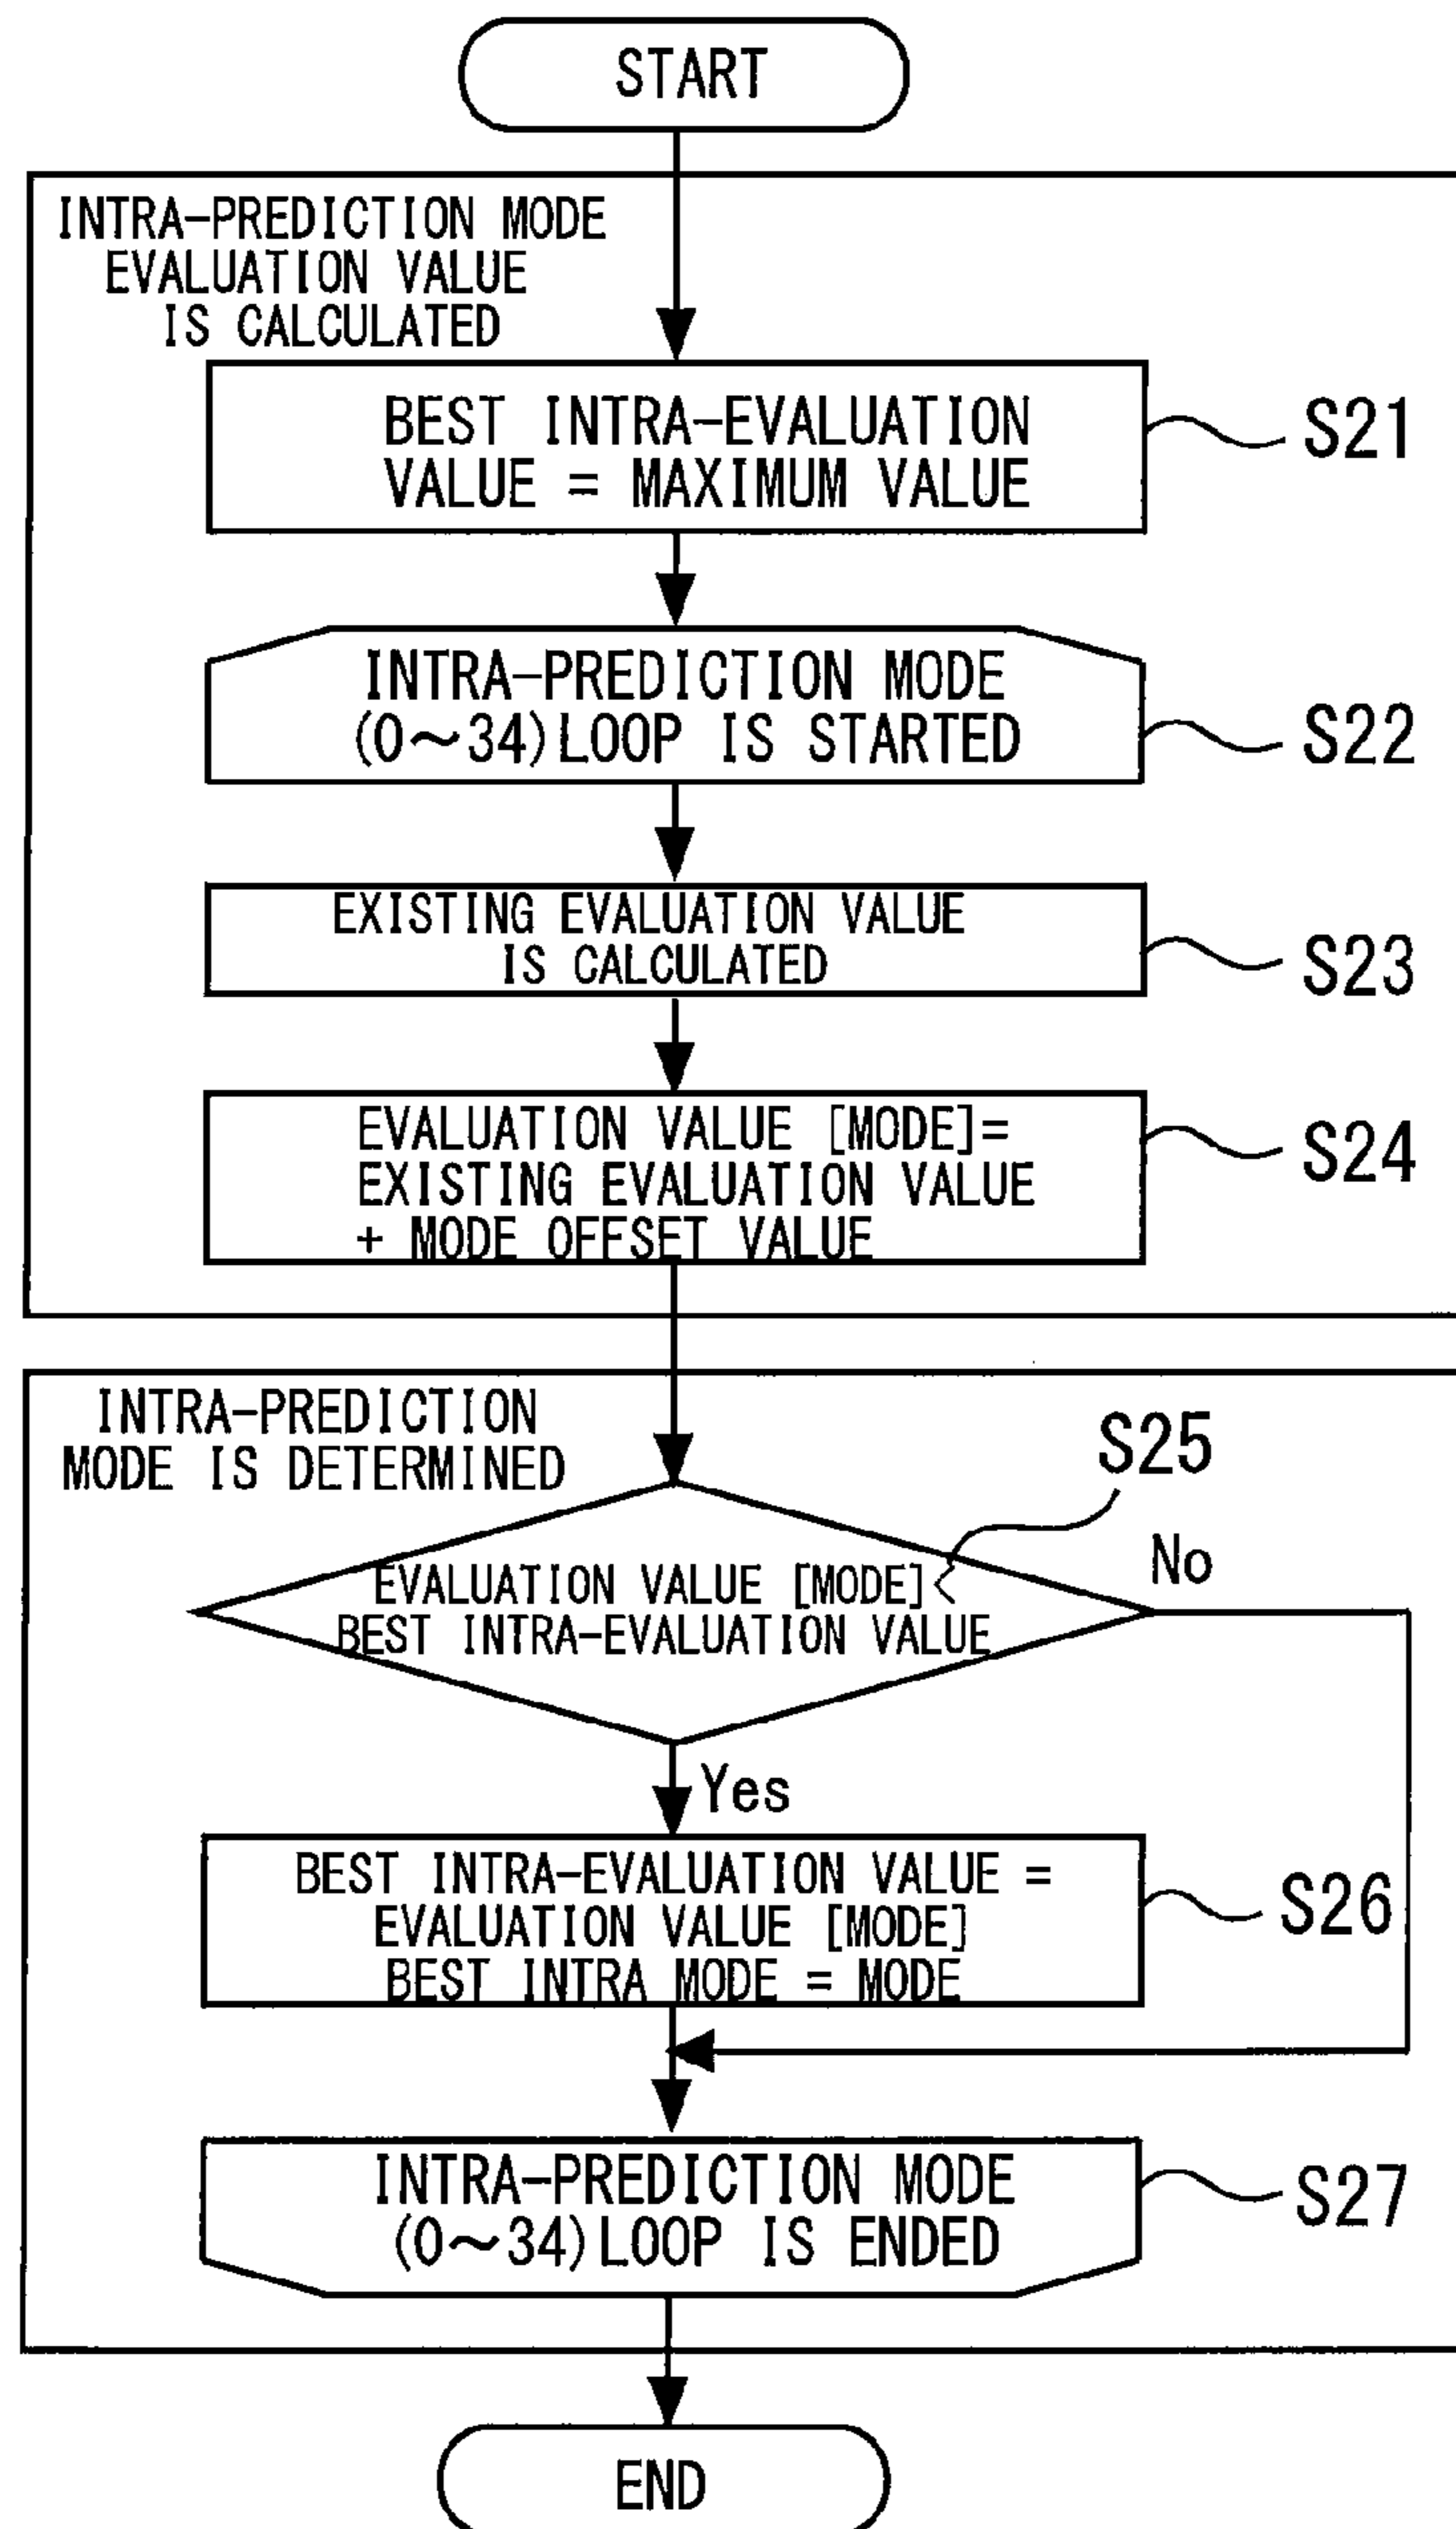 START
INTRA-PREDICTION MODE
EVALUATION VALUE
IS CALCULATED
BEST INTRA-EVALUATION
VALUE = MAXIMUM VALUE
S21
INTRA-PREDICTION MODE
(0～34)LOOP IS STARTED
S22
EXISTING EVALUATION VALUE
IS CALCULATED
S23
EVALUATION VALUE [MODE]=
EXISTING EVALUATION VALUE
+ MODE OFFSET VALUE
S24
INTRA-PREDICTION
MODE IS DETERMINED
S25
EVALUATION VALUE [MODE]<
BEST INTRA-EVALUATION VALUE
No
Yes
BEST INTRA-EVALUATION VALUE =
EVALUATION VALUE [MODE]
BEST INTRA MODE = MODE
S26
INTRA-PREDICTION MODE
(0～34)LOOP IS ENDED
S27
END